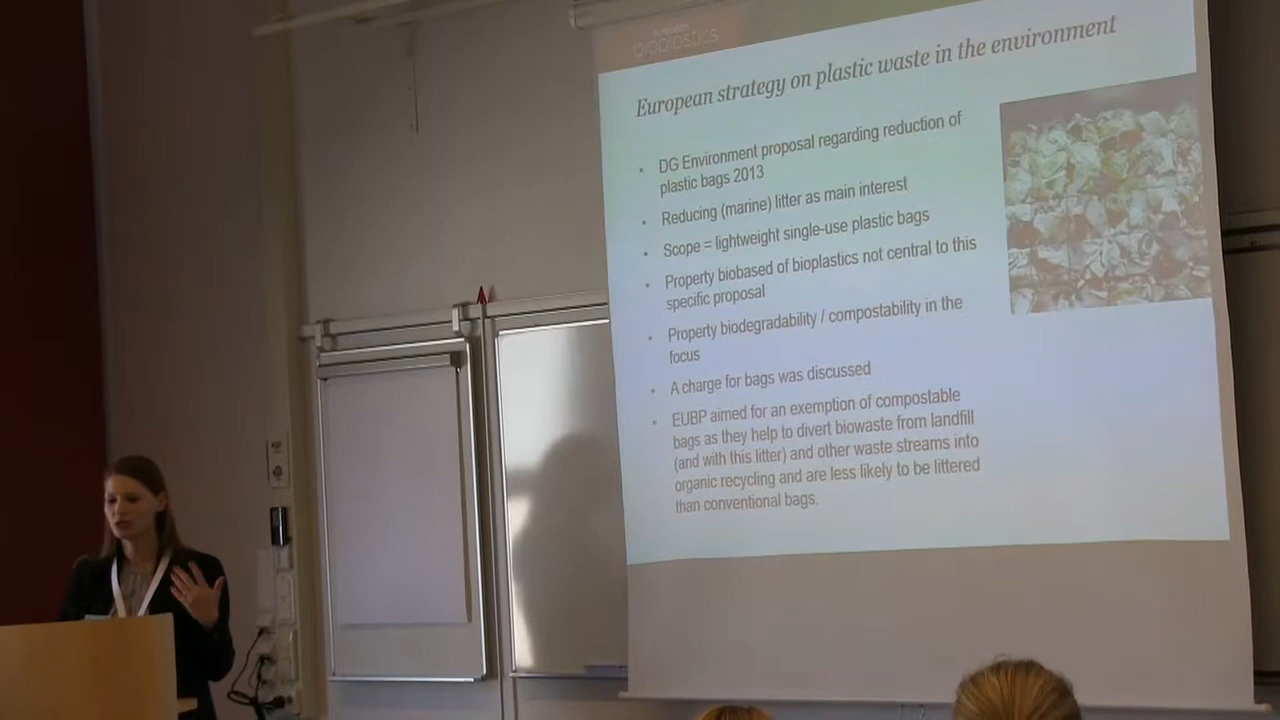 european
bioplastics
European strategy on plastic waste in the environment
• DG Environment proposal regarding reduction of
plastic bags 2013
• Reducing (marine) litter as main interest
• Scope = lightweight single-use plastic bags
• Property biobased of bioplastics not central to this
specific proposal
• Property biodegradability / compostability in the
focus
• A charge for bags was discussed
• EUBP aimed for an exemption of compostable
bags as they help to divert biowaste from landfill
(and with this litter) and other waste streams into
organic recycling and are less likely to be littered
than conventional bags.